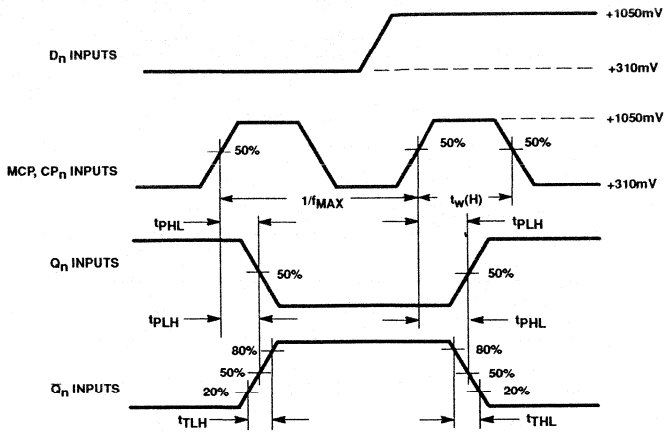 +1050mV
Dn INPUTS
+310mV
+1050mV
50%
50%
50%
MCP, CPn INPUTS
+310mV
1/fMAX
tw(H)
tPHL
tPLH
Qn INPUTS
50%
50%
tPLH
tPHL
80%
80%
50%
50%
Q̅n INPUTS
20%
20%
tTLH
tTHL